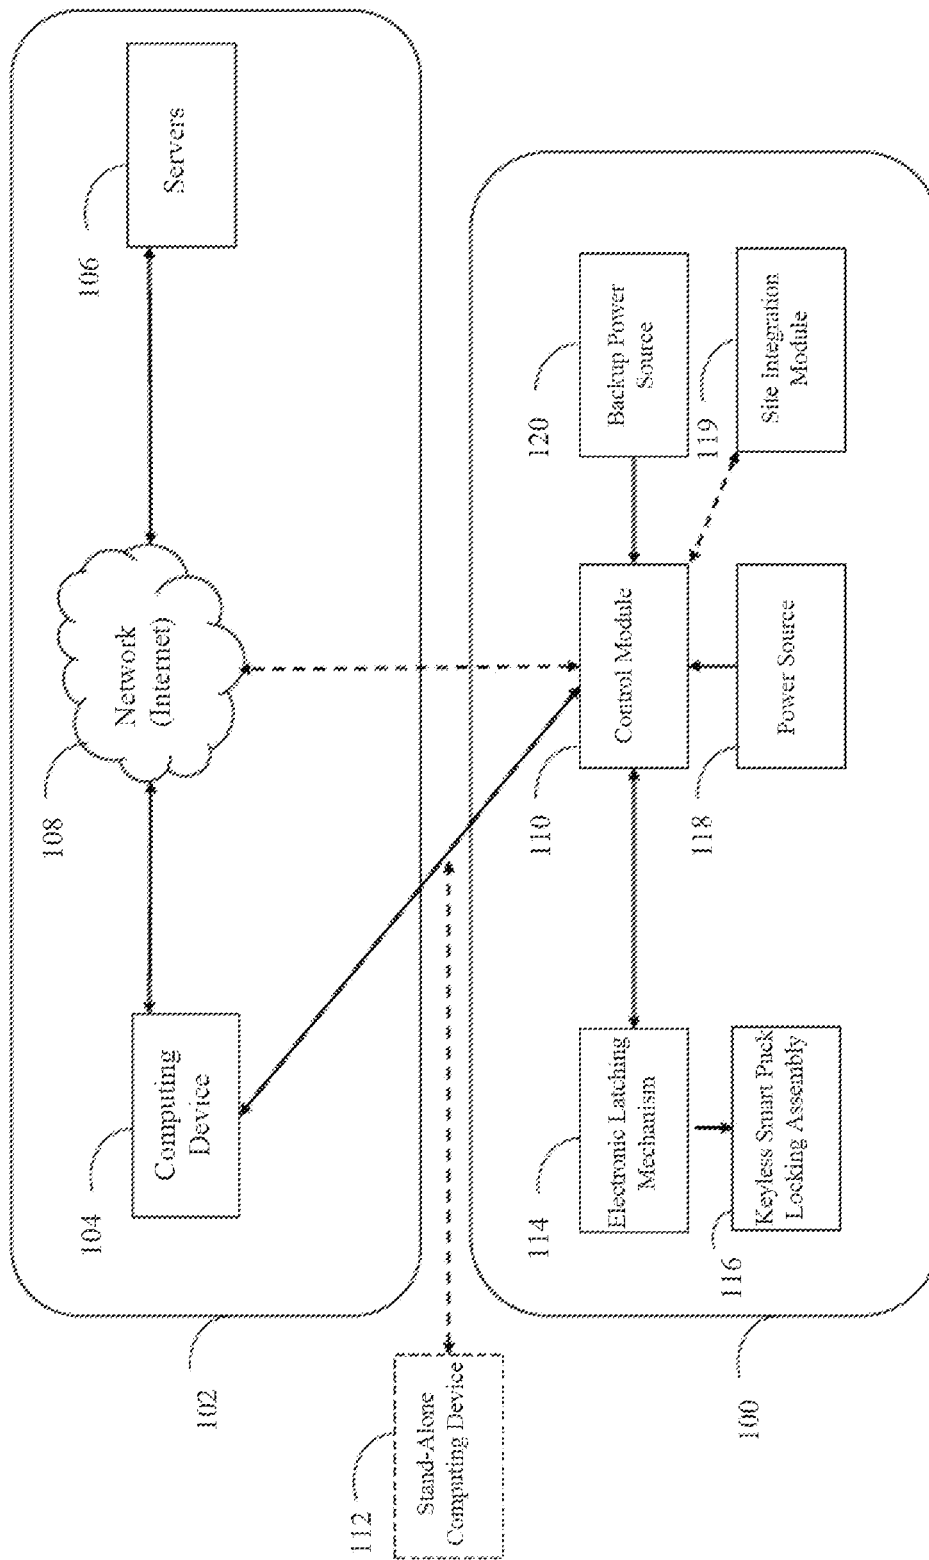 102
104
Computing
Device
108
Network
(Internet)
106
Servers
112
Stand-Alone
Computing Device
100
114
Electronic Latching
Mechanism
110
Control Module
120
Backup Power
Source
116
Keyless Smart Puck
Locking Assembly
118
Power Source
119
Site Integration
Module